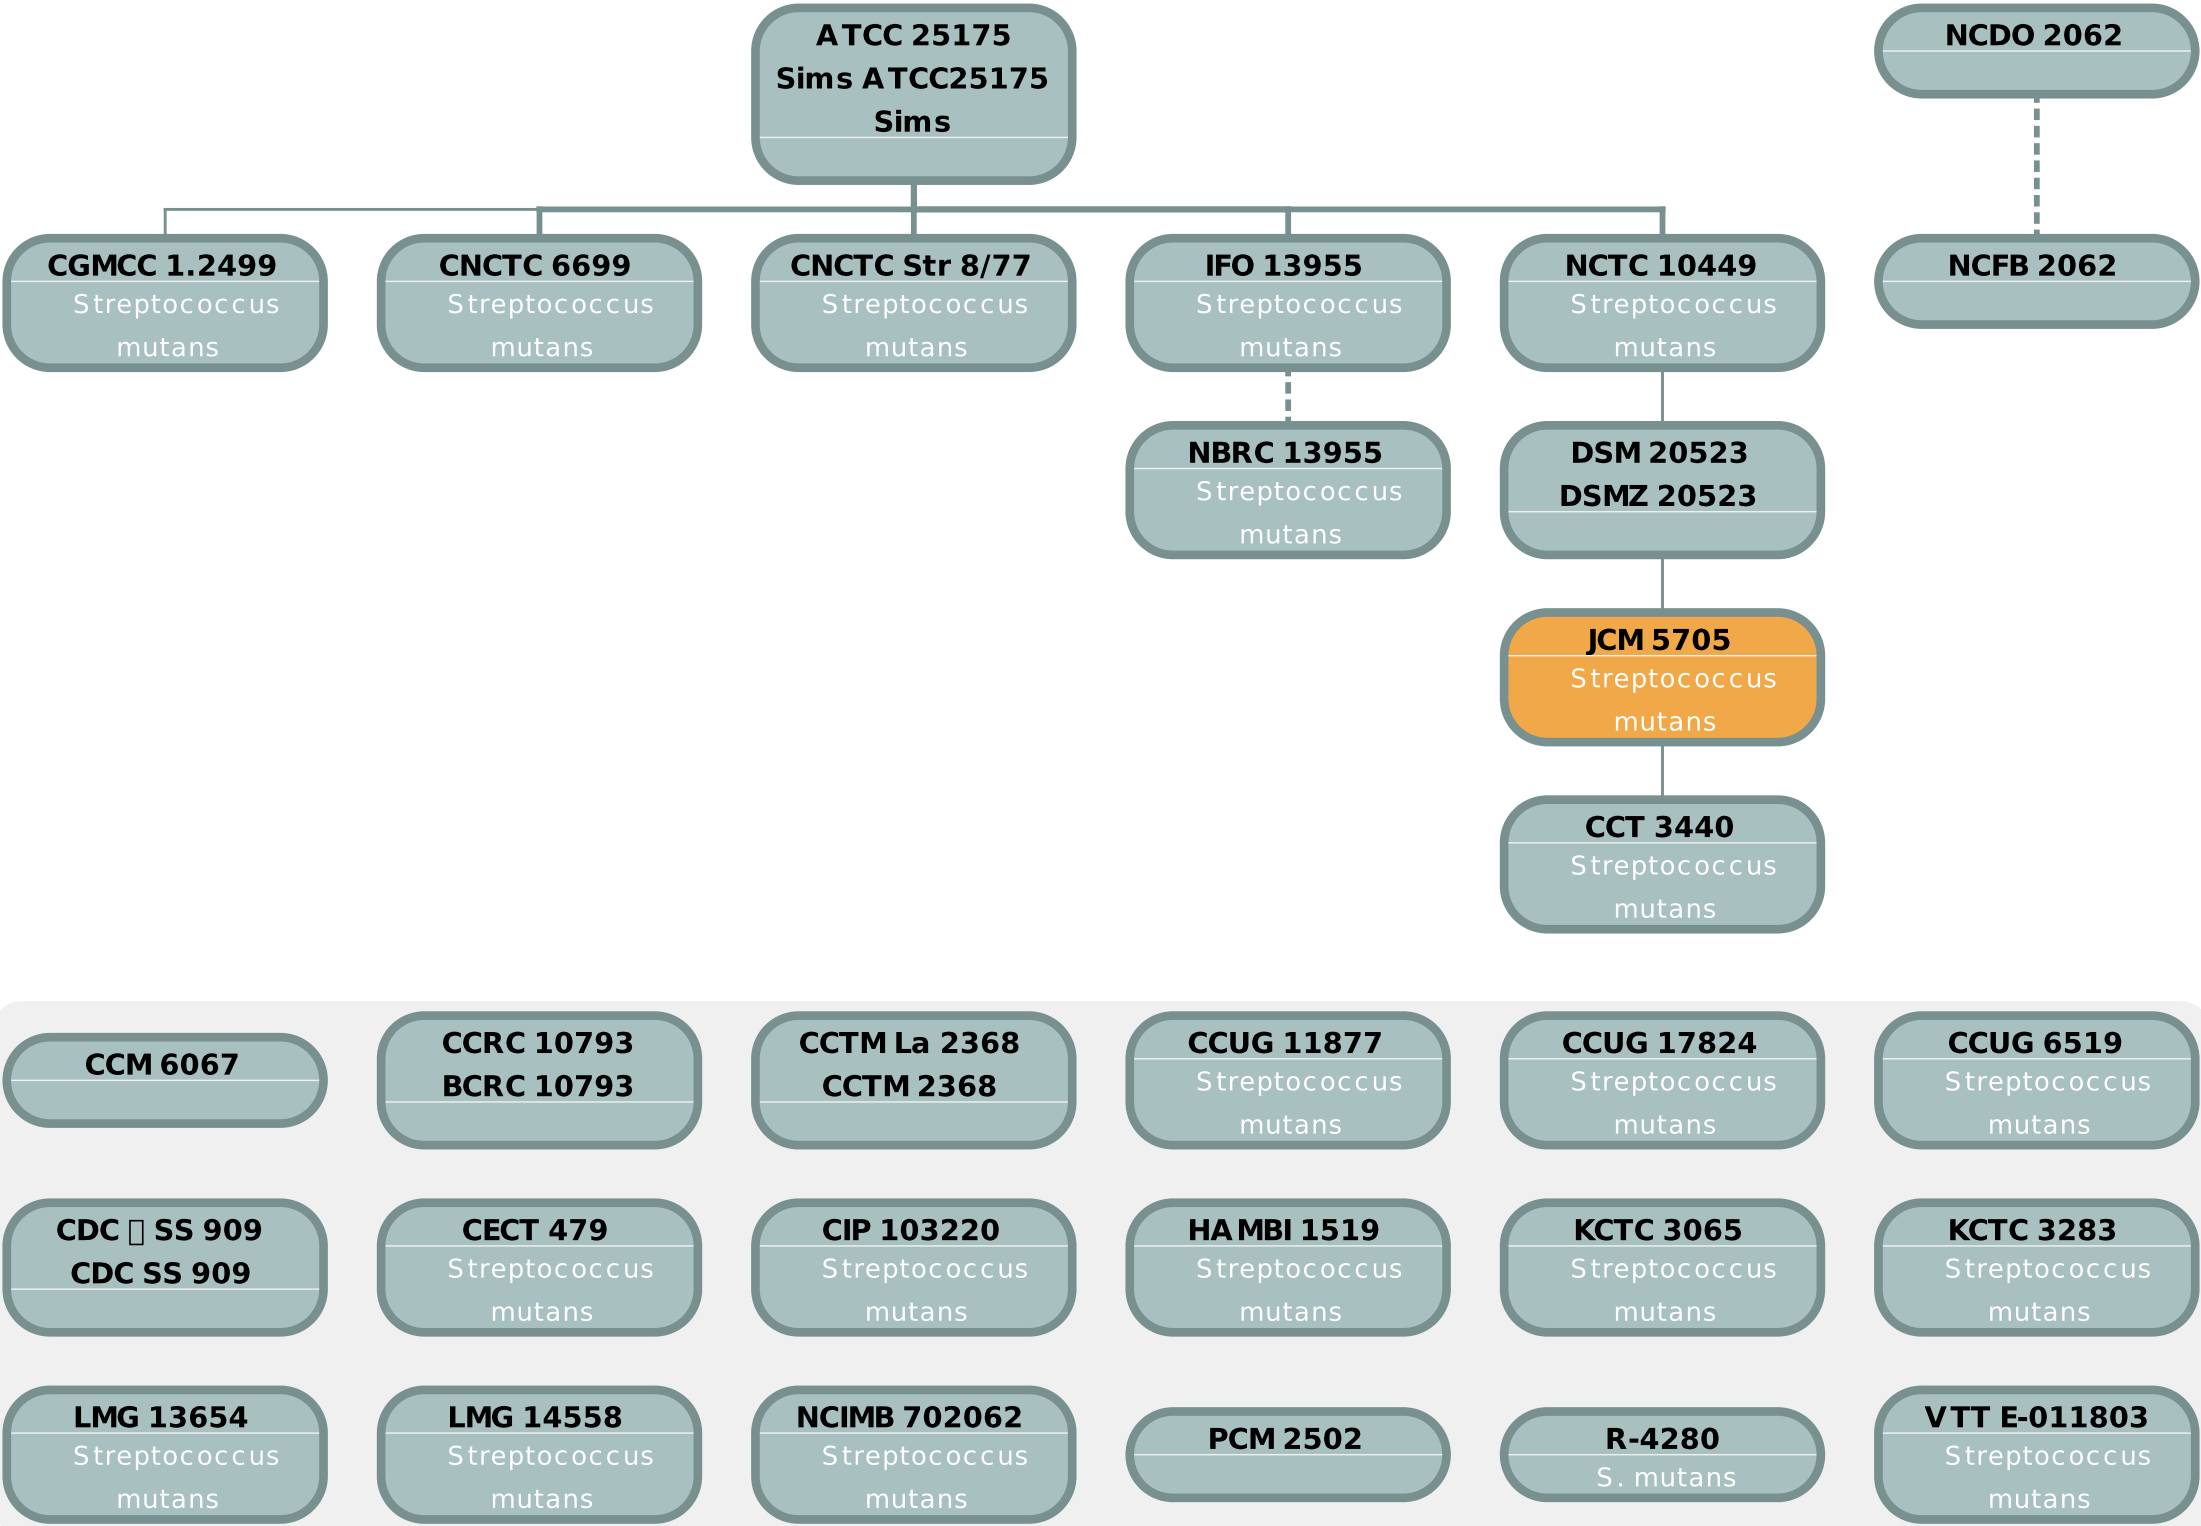 ATCC 25175
Sims ATCC25175
Sims
NCDO 2062
CGMCC 1.2499
Streptococcus
mutans
CNCTC 6699
Streptococcus
mutans
CNCTC Str 8/77
Streptococcus
mutans
IFO 13955
Streptococcus
mutans
NCTC 10449
Streptococcus
mutans
NCFB 2062
NBRC 13955
Streptococcus
mutans
DSM 20523
DSMZ 20523
JCM 5705
Streptococcus
mutans
CCT 3440
Streptococcus
mutans
CCM 6067
CCRC 10793
BCRC 10793
CCTM La 2368
CCTM 2368
CCUG 11877
Streptococcus
mutans
CCUG 17824
Streptococcus
mutans
CCUG 6519
Streptococcus
mutans
CDC ▯ SS 909
CDC SS 909
CECT 479
Streptococcus
mutans
CIP 103220
Streptococcus
mutans
HAMBI 1519
Streptococcus
mutans
KCTC 3065
Streptococcus
mutans
KCTC 3283
Streptococcus
mutans
LMG 13654
Streptococcus
mutans
LMG 14558
Streptococcus
mutans
NCIMB 702062
Streptococcus
mutans
PCM 2502
R-4280
S. mutans
VTT E-011803
Streptococcus
mutans